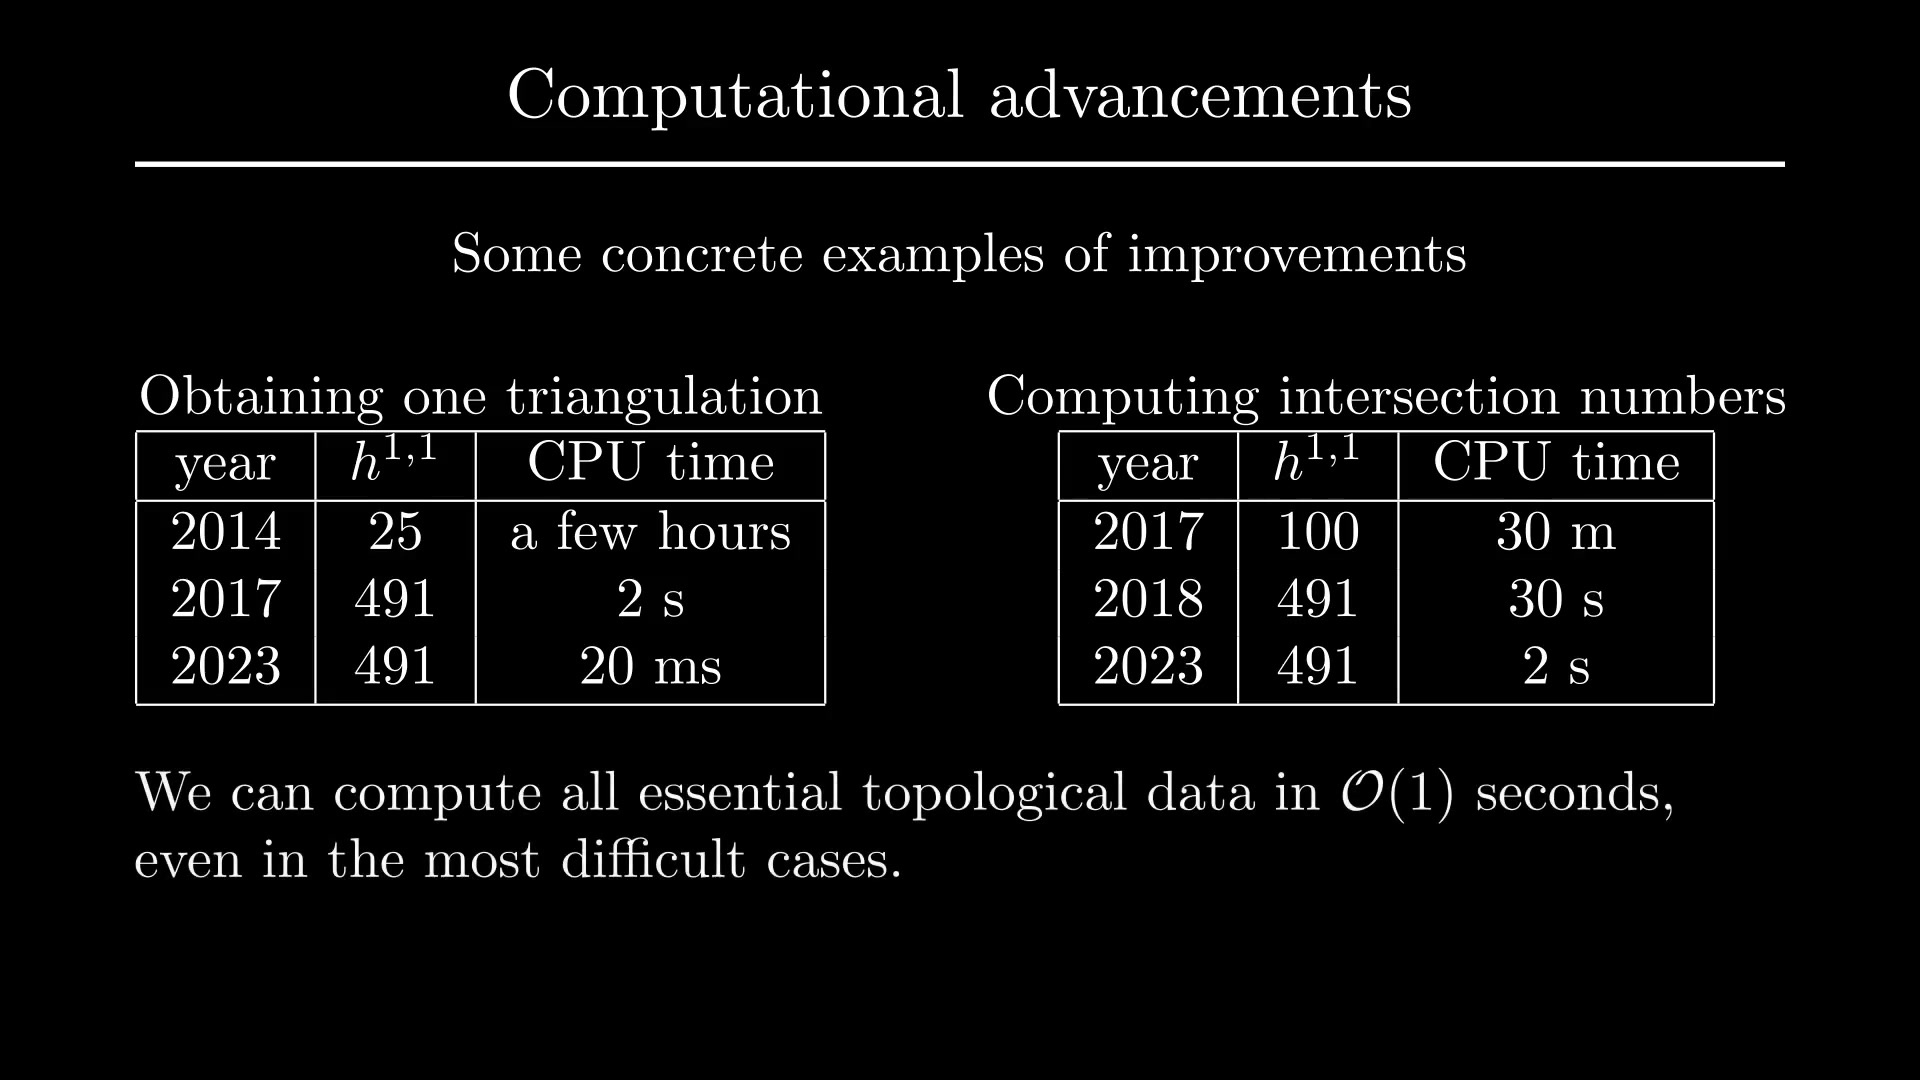 Computational advancements
Some concrete examples of improvements
Obtaining one triangulation
year h^{1,1} CPU time
2014 25 a few hours
2017 491 2 s
2023 491 20 ms
Computing intersection numbers
year h^{1,1} CPU time
2017 100 30 m
2018 491 30 s
2023 491 2 s
We can compute all essential topological data in 𝒪(1) seconds,
even in the most difficult cases.